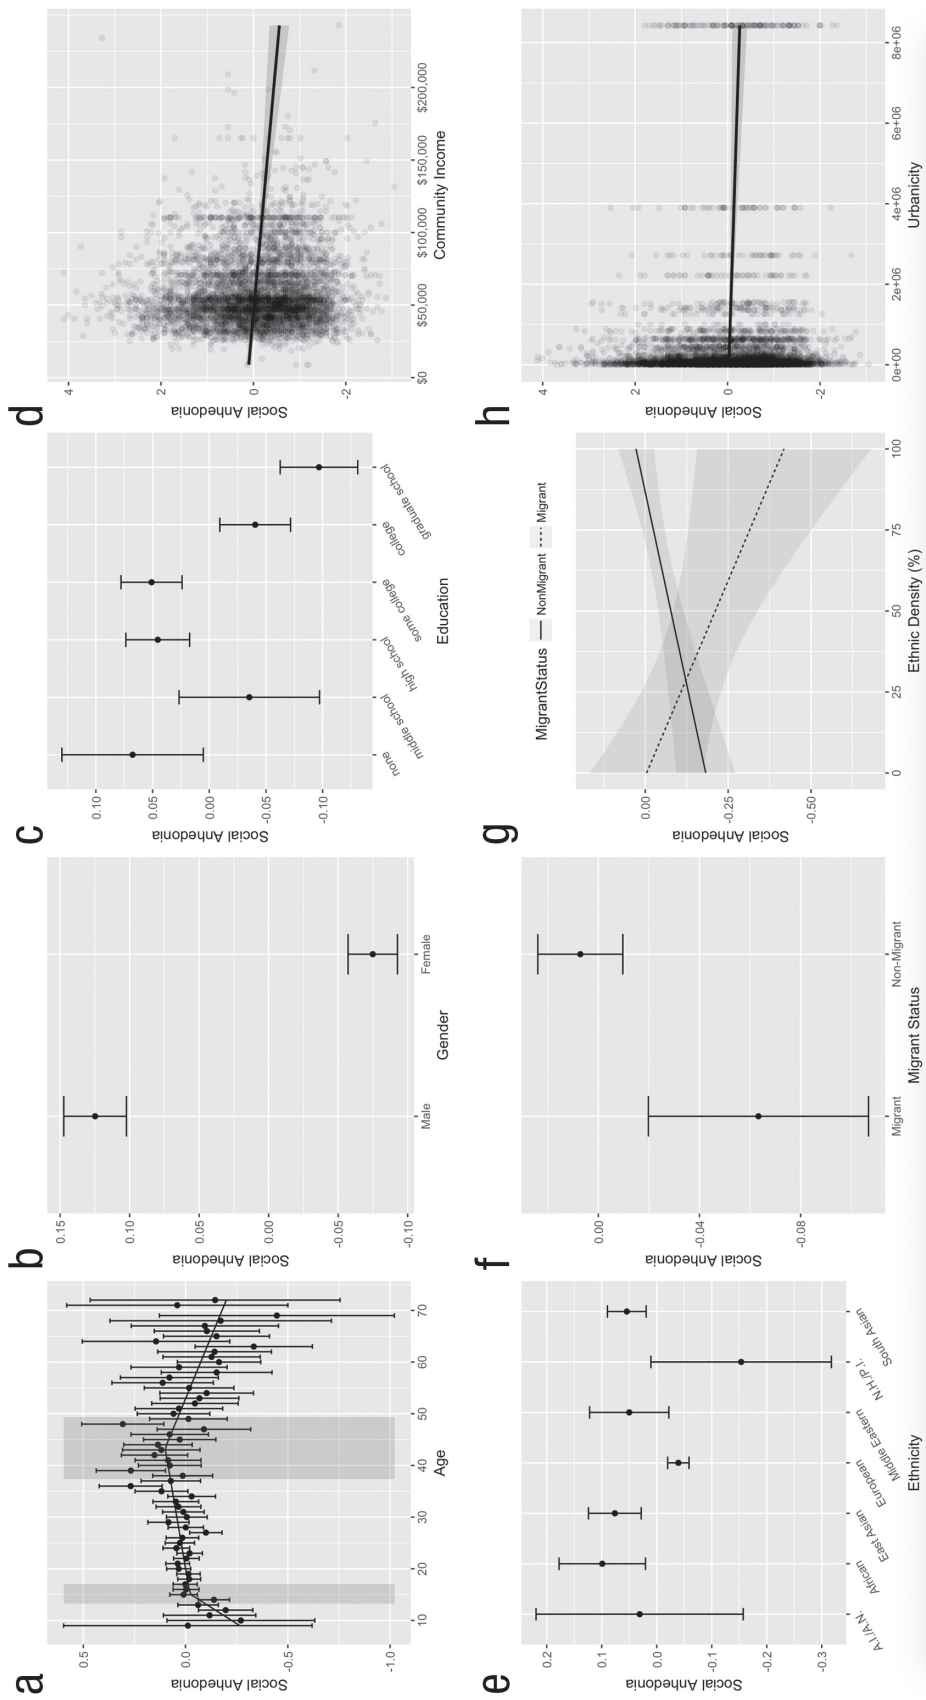 a
Social Anhedonia
0.5
0.0
-0.5
-1.0
10
20
30
40
50
60
70
Age
b
Social Anhedonia
0.15
0.10
0.05
0.00
-0.05
-0.10
Male
Female
Gender
c
Social Anhedonia
0.10
0.05
0.00
-0.05
-0.10
none
middle school
high school
some college
college
graduate school
Education
d
Social Anhedonia
4
2
0
-2
$0
$50,000
$100,000
$150,000
$200,000
Community Income
e
Social Anhedonia
0.2
0.1
0.0
-0.1
-0.2
-0.3
A.I./A.N.
African
East Asian
European
Middle Eastern
N.H./P.I.
South Asian
Ethnicity
f
Social Anhedonia
0.00
-0.04
-0.08
Migrant
Non-Migrant
Migrant Status
g
MigrantStatus NonMigrant Migrant
Social Anhedonia
0.00
-0.25
-0.50
0
25
50
75
100
Ethnic Density (%)
h
Social Anhedonia
4
2
0
-2
0e+00
2e+06
4e+06
6e+06
8e+06
Urbanicity